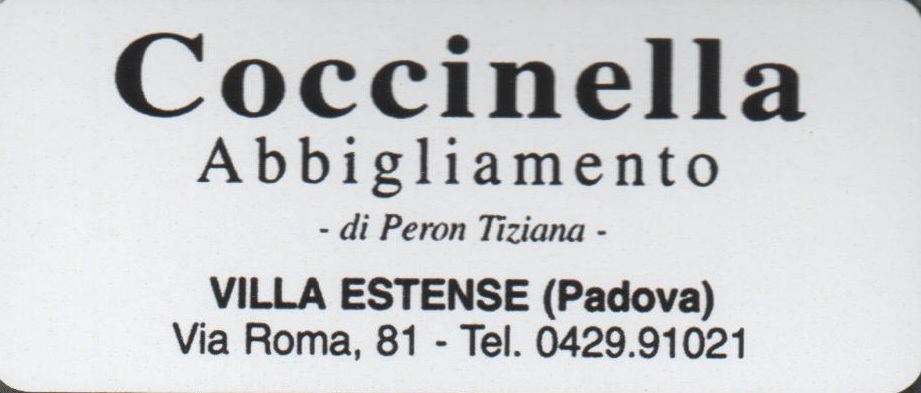 Coccinella
Abbigliamento
- di Peron Tiziana -
VILLA ESTENSE (Padova)
Via Roma, 81 - Tel. 0429.91021